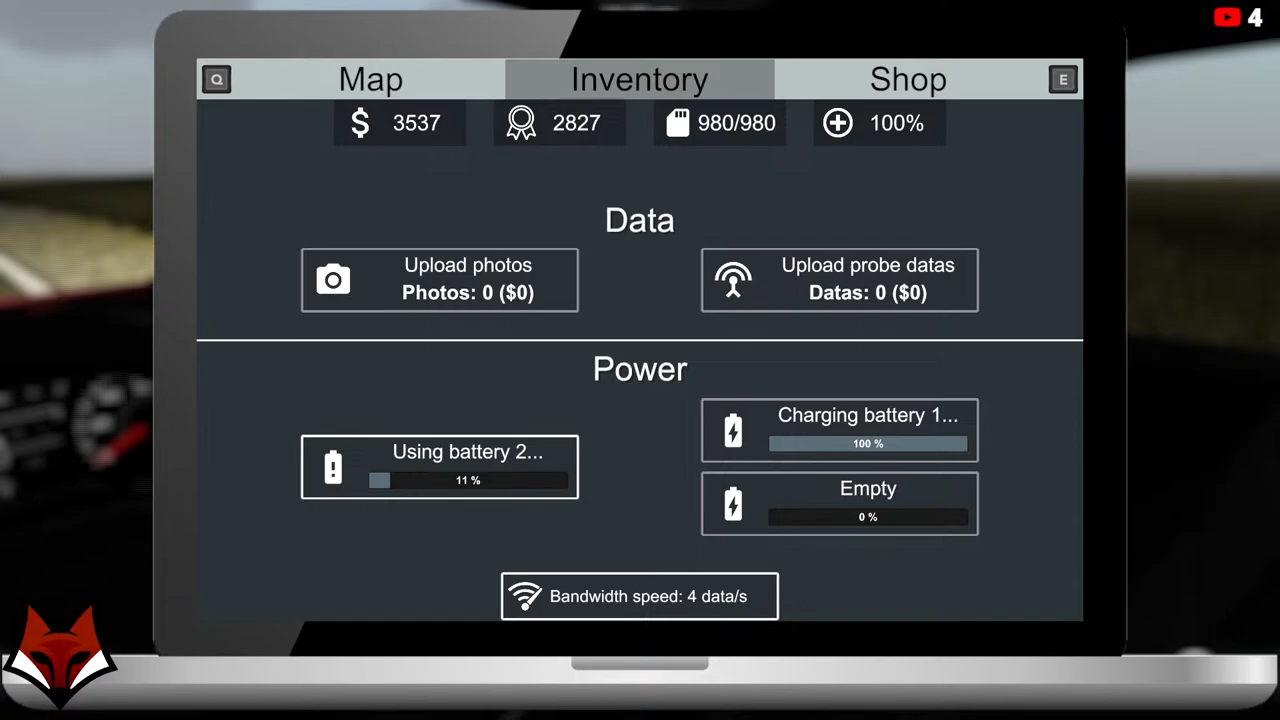 4
Q
Map
Inventory
Shop
E
$ 3537
2827
980/980
100%
Data
Upload photos
Photos: 0 ($0)
Upload probe datas
Datas: 0 ($0)
Power
Using battery 2...
11 %
Charging battery 1...
100 %
Empty
0 %
Bandwidth speed: 4 data/s